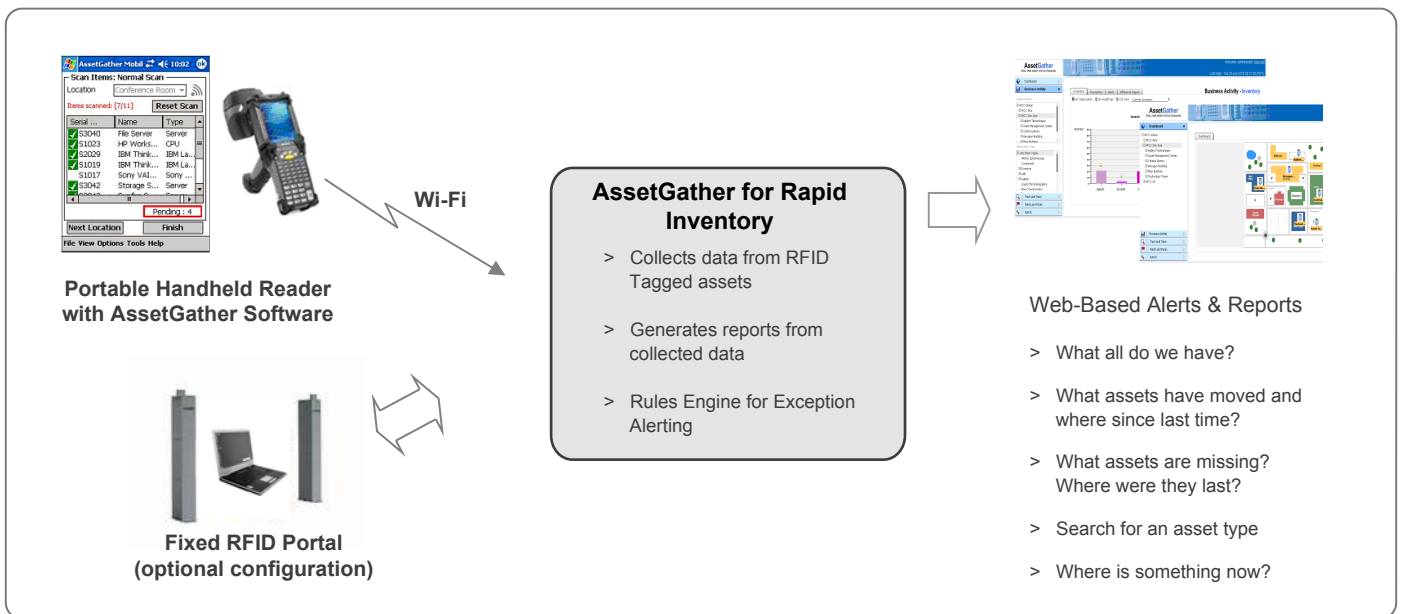 AssetGather Mobil 10:02 ok
Scan Items: Normal Scan
Location Conference Room
Items scanned: [7/11] Reset Scan
Serial ... Name Type
S3040 File Server Server
S1023 HP Works... CPU
S2029 IBM Think... IBM La...
S1019 IBM Think... IBM La...
S1017 Sony VAI... Sony ...
S3042 Storage S... Server
Pending : 4
Next Location Finish
File View Options Tools Help
Portable Handheld Reader
with AssetGather Software
Wi-Fi
Fixed RFID Portal
(optional configuration)
AssetGather for Rapid
Inventory
> Collects data from RFID
Tagged assets
> Generates reports from
collected data
> Rules Engine for Exception
Alerting
AssetGather
Business Activity - Inventory
AssetGather
Web-Based Alerts & Reports
> What all do we have?
> What assets have moved and
where since last time?
> What assets are missing?
Where were they last?
> Search for an asset type
> Where is something now?